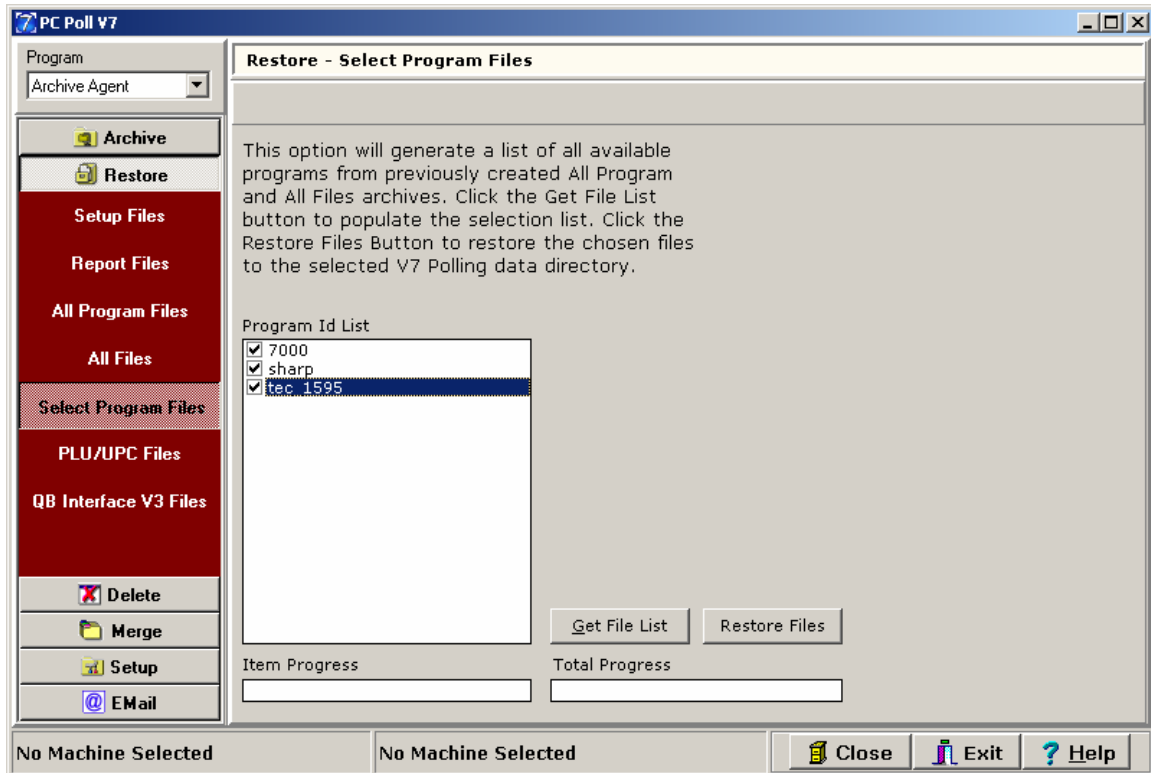 PC Poll V7
Program
Archive Agent
Archive
Restore
Setup Files
Report Files
All Program Files
All Files
Select Program Files
PLU/UPC Files
QB Interface V3 Files
Delete
Merge
Setup
EMail
Restore - Select Program Files
This option will generate a list of all available
programs from previously created All Program
and All Files archives. Click the Get File List
button to populate the selection list. Click the
Restore Files Button to restore the chosen files
to the selected V7 Polling data directory.
Program Id List
7000
sharp
tec_1595
Get File List
Restore Files
Item Progress
Total Progress
No Machine Selected
No Machine Selected
Close
Exit
Help